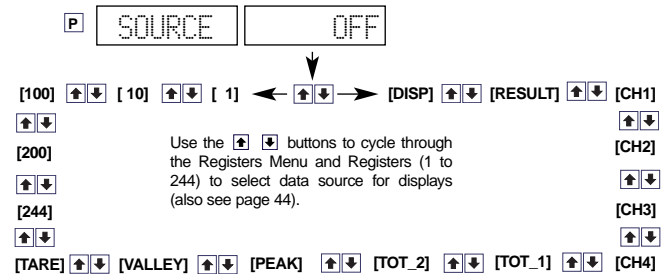 P SOURCE OFF
[100] [ 10] [ 1] [DISP] [RESULT] [CH1]
[200] [CH2]
Use the buttons to cycle through
the Registers Menu and Registers (1 to
244) to select data source for displays
(also see page 44).
[244] [CH3]
[TARE] [VALLEY] [PEAK] [TOT_2] [TOT_1] [CH4]